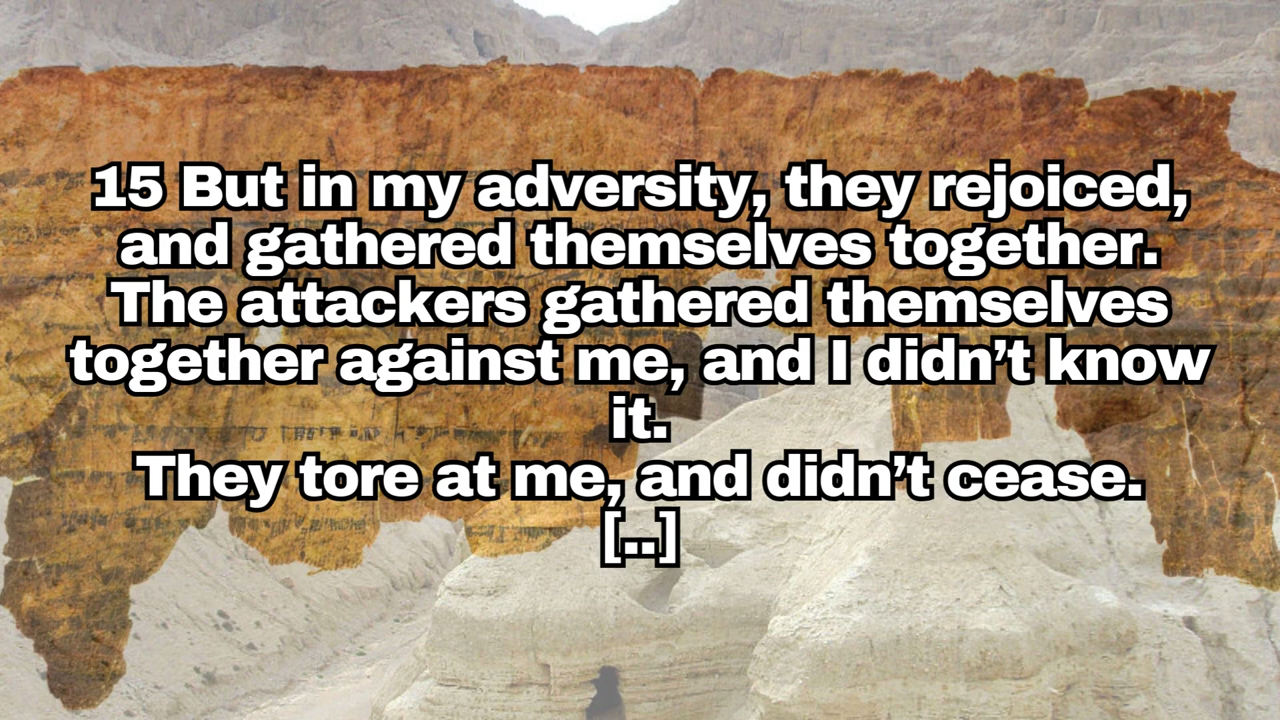 15 But in my adversity, they rejoiced,
and gathered themselves together.
The attackers gathered themselves
together against me, and I didn’t know
it.
They tore at me, and didn’t cease.
[..]